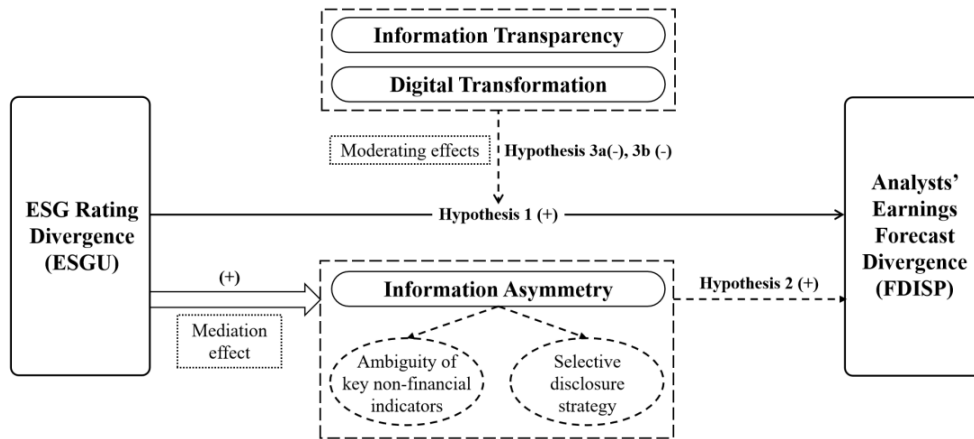 Information Transparency
Digital Transformation
Moderating effects
Hypothesis 3a(-), 3b (-)
ESG Rating
Divergence
(ESGU)
Hypothesis 1 (+)
Analysts’
Earnings
Forecast
Divergence
(FDISP)
(+)
Mediation
effect
Information Asymmetry
Hypothesis 2 (+)
Ambiguity of
key non-financial
indicators
Selective
disclosure
strategy